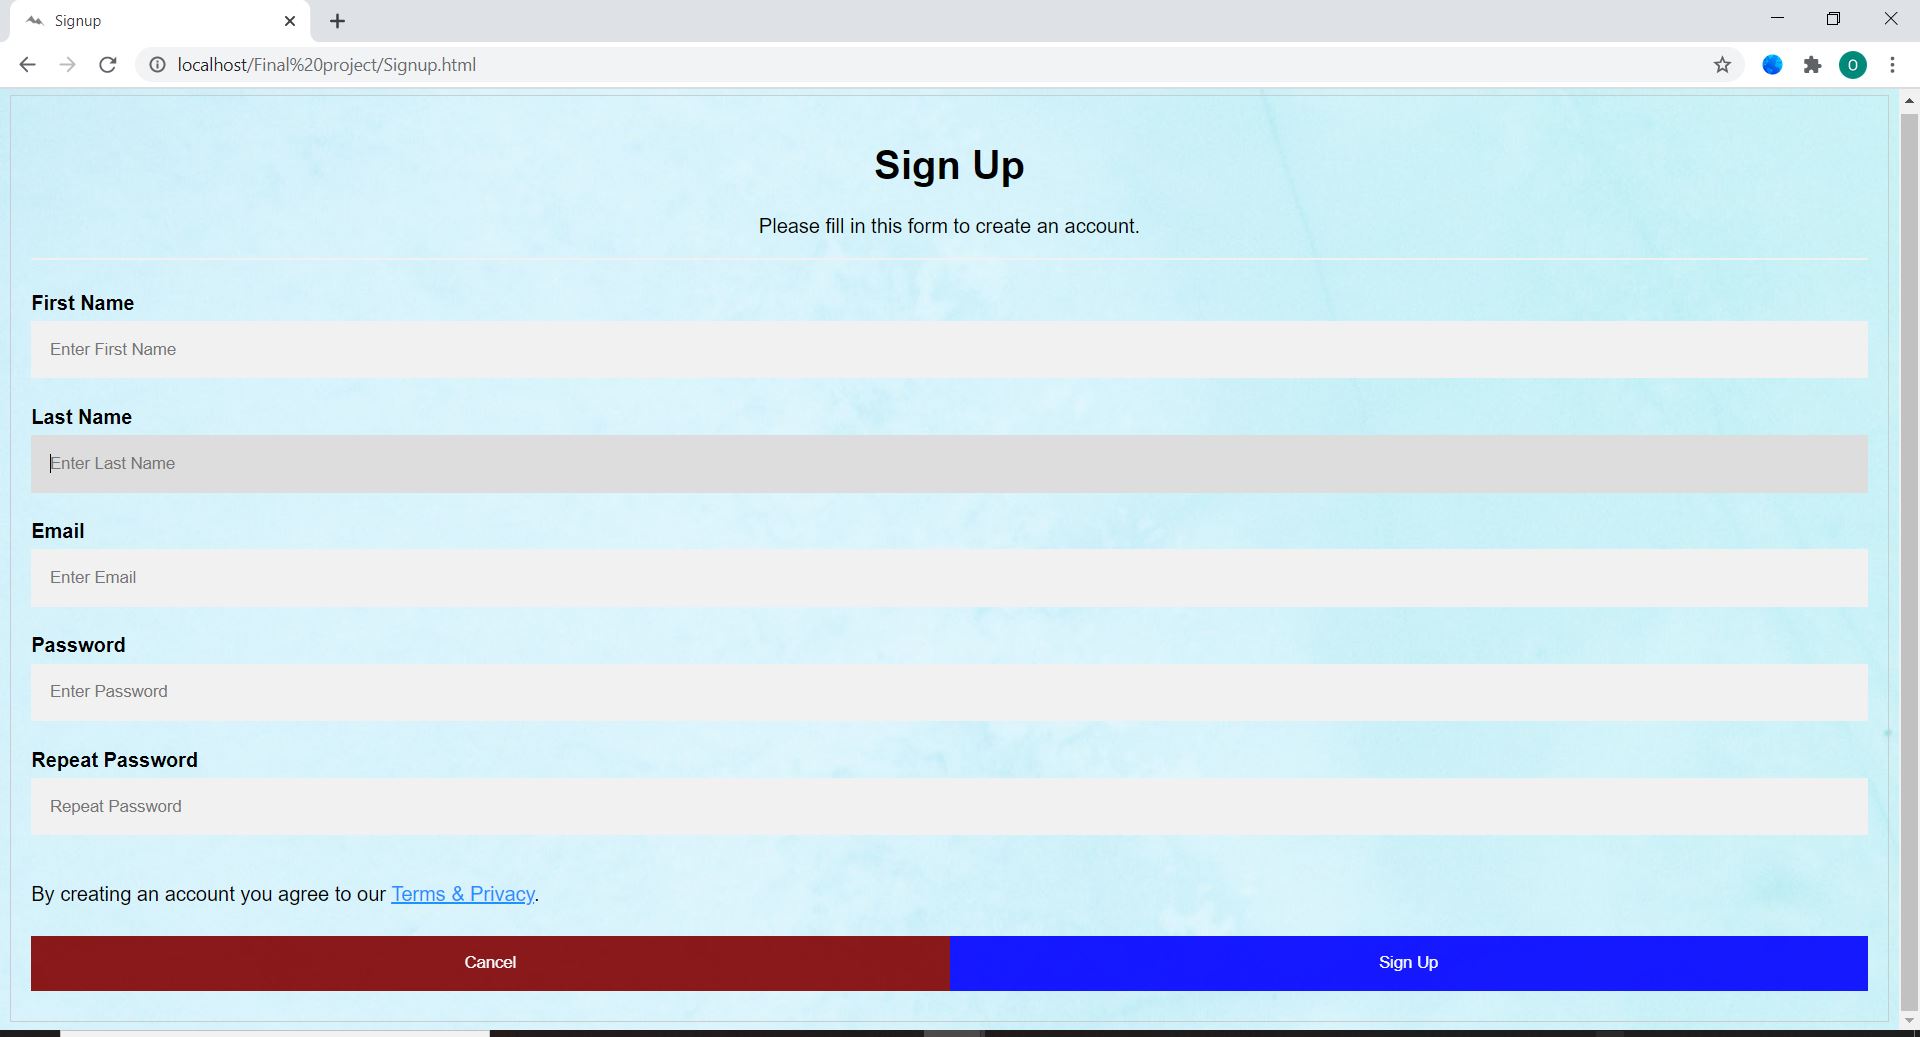 Signup
localhost/Final%20project/Signup.html
O
Sign Up
Please fill in this form to create an account.
First Name
Enter First Name
Last Name
Enter Last Name
Email
Enter Email
Password
Enter Password
Repeat Password
Repeat Password
By creating an account you agree to our Terms & Privacy.
Cancel
Sign Up